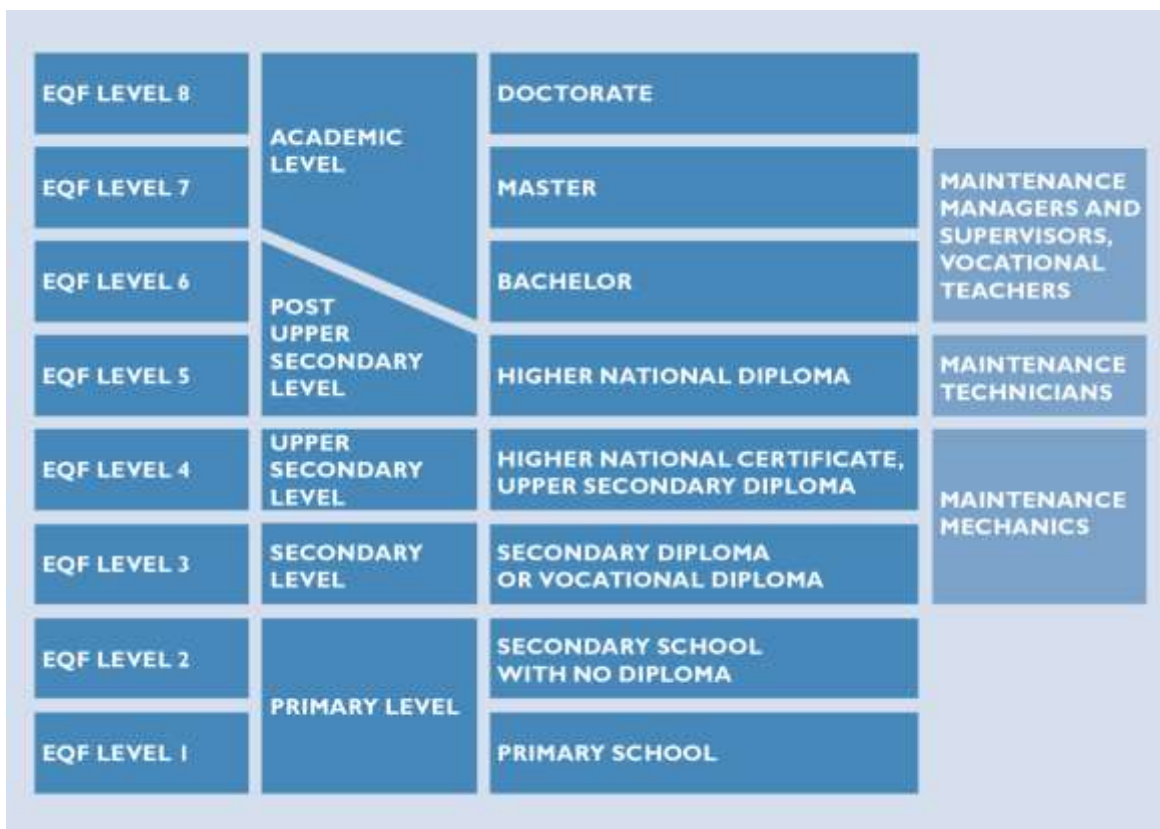 EQF LEVEL 8
ACADEMIC
LEVEL
DOCTORATE
EQF LEVEL 7
MASTER
MAINTENANCE
MANAGERS AND
SUPERVISORS,
VOCATIONAL
TEACHERS
EQF LEVEL 6
POST
UPPER
SECONDARY
LEVEL
BACHELOR
EQF LEVEL 5
HIGHER NATIONAL DIPLOMA
MAINTENANCE
TECHNICIANS
EQF LEVEL 4
UPPER
SECONDARY
LEVEL
HIGHER NATIONAL CERTIFICATE,
UPPER SECONDARY DIPLOMA
MAINTENANCE
MECHANICS
EQF LEVEL 3
SECONDARY
LEVEL
SECONDARY DIPLOMA
OR VOCATIONAL DIPLOMA
EQF LEVEL 2
PRIMARY LEVEL
SECONDARY SCHOOL
WITH NO DIPLOMA
EQF LEVEL 1
PRIMARY SCHOOL